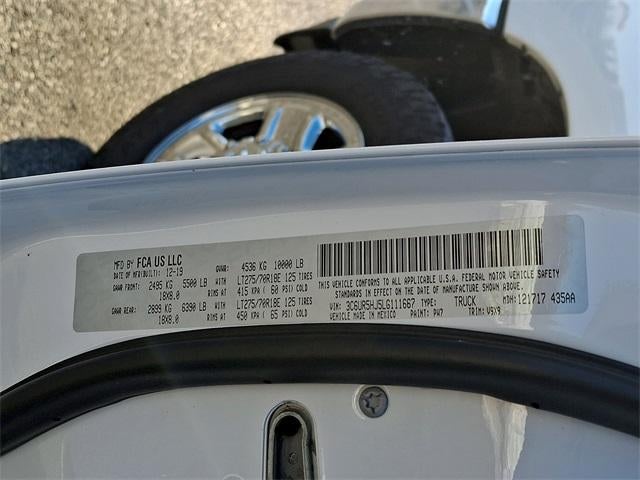 MFD BY FCA US LLC
DATE OF MFR(BUILT): 12-19 GVWR: 4536 KG 10000 LB
GAWR FRONT: 2495 KG 5500 LB WITH LT275/70R18E 125 TIRES
18X8.0 RIMS AT 415 KPA ( 60 PSI) COLD
GAWR REAR: 2899 KG 6390 LB WITH LT275/70R18E 125 TIRES
18X8.0 RIMS AT 450 KPA ( 65 PSI) COLD
THIS VEHICLE CONFORMS TO ALL APPLICABLE U.S.A. FEDERAL MOTOR VEHICLE SAFETY
STANDARDS IN EFFECT ON THE DATE OF MANUFACTURE SHOWN ABOVE.
VIN: 3C6UR5HJ5LG111667 TYPE: TRUCK MDH: 121717 435AA
VEHICLE MADE IN MEXICO PAINT: PW7 TRIM: V9X9